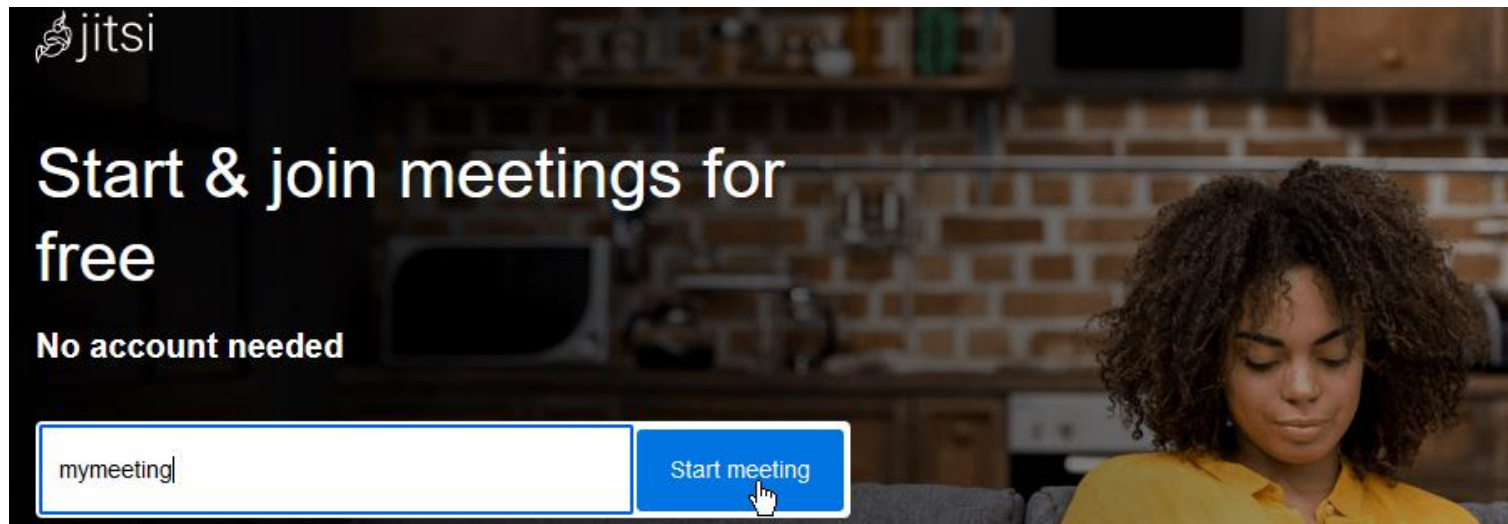 jitsi
Start & join meetings for
free
No account needed
mymeeting
Start meeting